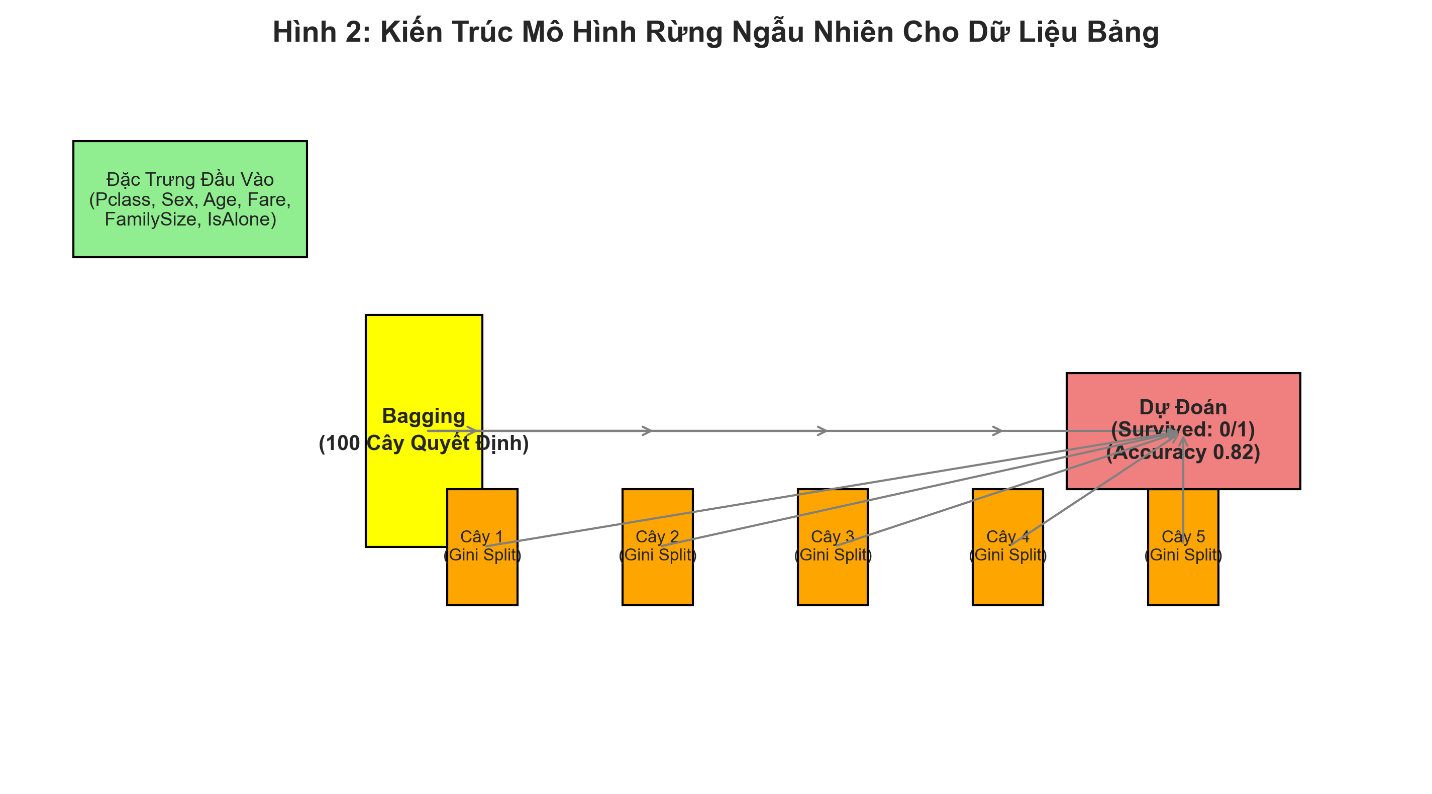 Hình 2: Kiến Trúc Mô Hình Rừng Ngẫu Nhiên Cho Dữ Liệu Bảng
Đặc Trưng Đầu Vào
(Pclass, Sex, Age, Fare,
FamilySize, IsAlone)
Bagging
(100 Cây Quyết Định)
Dự Đoán
(Survived: 0/1)
(Accuracy 0.82)
Cây 1
(Gini Split)
Cây 2
(Gini Split)
Cây 3
(Gini Split)
Cây 4
(Gini Split)
Cây 5
(Gini Split)